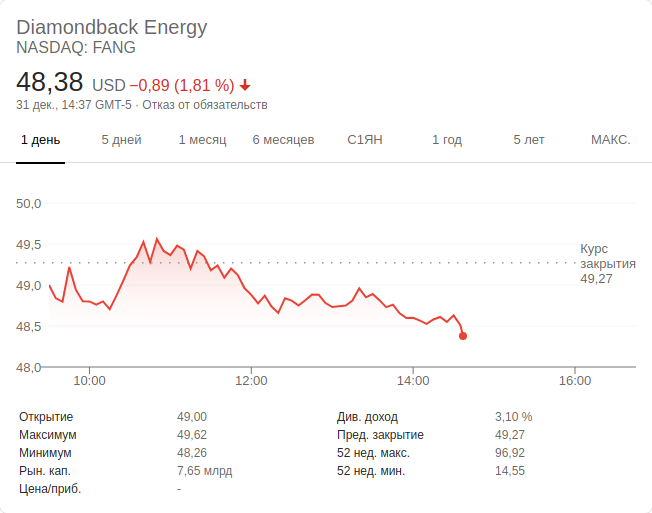 Diamondback Energy
NASDAQ: FANG
48,38 USD −0,89 (1,81 %)
31 дек., 14:37 GMT-5 · Отказ от обязательств
1 день 5 дней 1 месяц 6 месяцев С1ЯН 1 год 5 лет МАКС.
50,0
49,5
Курс
закрытия
49,27
49,0
48,5
48,0
10:00 12:00 14:00 16:00
Открытие 49,00 Див. доход 3,10 %
Максимум 49,62 Пред. закрытие 49,27
Минимум 48,26 52 нед. макс. 96,92
Рын. кап. 7,65 млрд 52 нед. мин. 14,55
Цена/приб. -